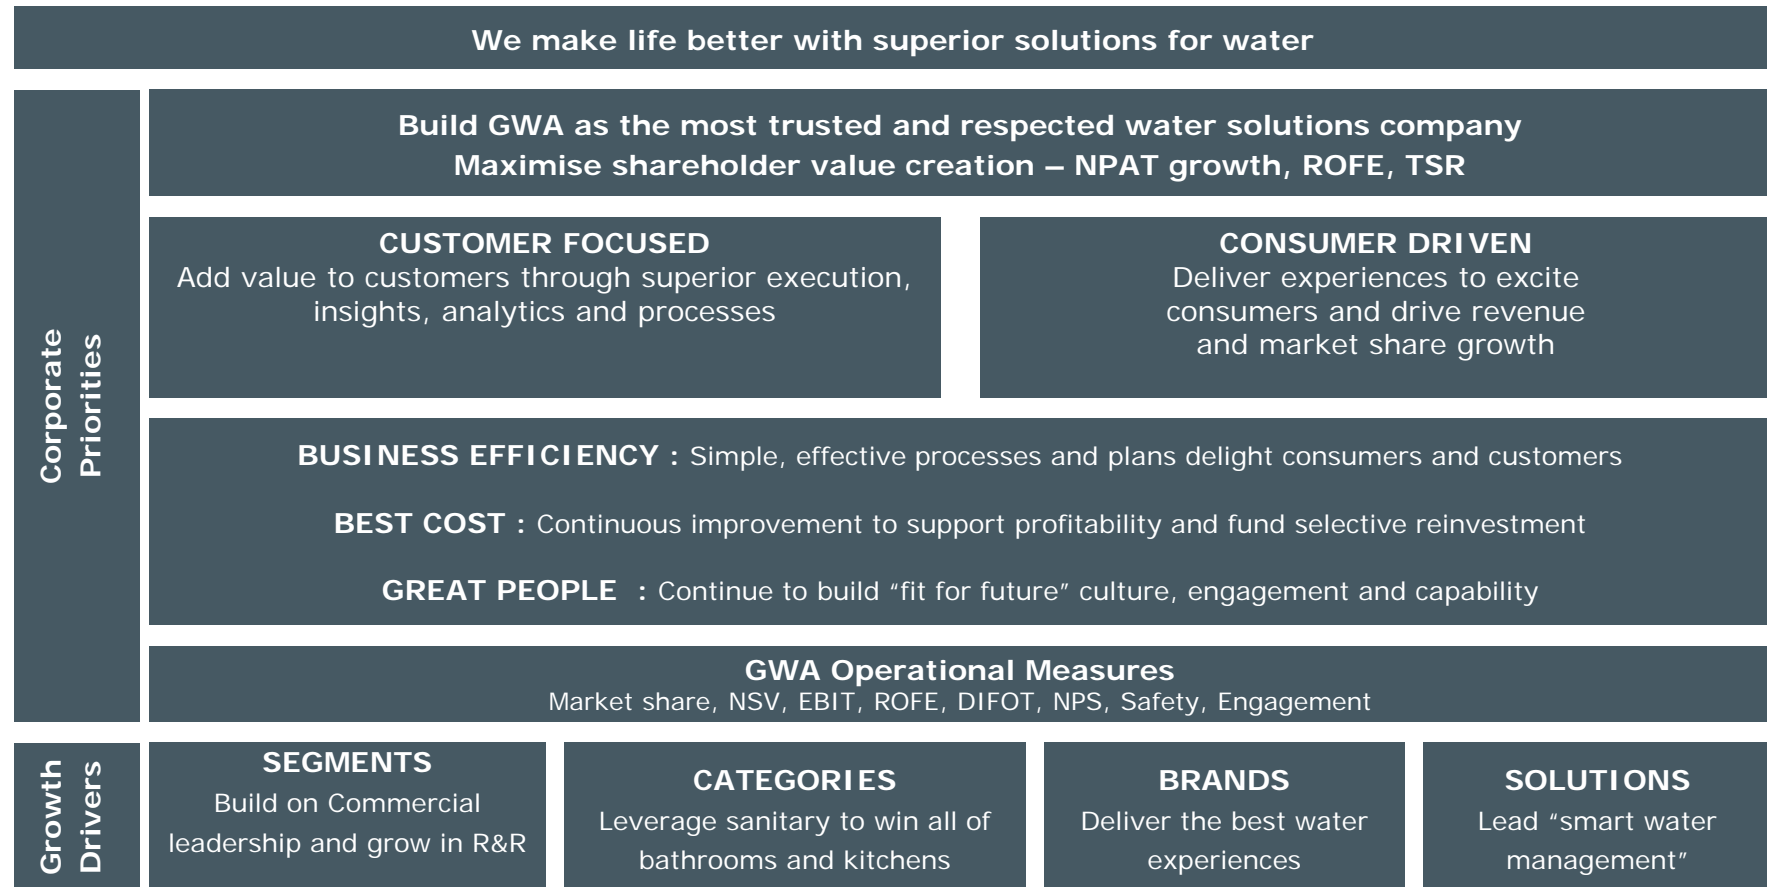 We make life better with superior solutions for water
Corporate
Priorities
Build GWA as the most trusted and respected water solutions company
Maximise shareholder value creation – NPAT growth, ROFE, TSR
CUSTOMER FOCUSED
Add value to customers through superior execution,
insights, analytics and processes
CONSUMER DRIVEN
Deliver experiences to excite
consumers and drive revenue
and market share growth
BUSINESS EFFICIENCY : Simple, effective processes and plans delight consumers and customers
BEST COST : Continuous improvement to support profitability and fund selective reinvestment
GREAT PEOPLE : Continue to build “fit for future” culture, engagement and capability
GWA Operational Measures
Market share, NSV, EBIT, ROFE, DIFOT, NPS, Safety, Engagement
Growth
Drivers
SEGMENTS
Build on Commercial
leadership and grow in R&R
CATEGORIES
Leverage sanitary to win all of
bathrooms and kitchens
BRANDS
Deliver the best water
experiences
SOLUTIONS
Lead “smart water
management”